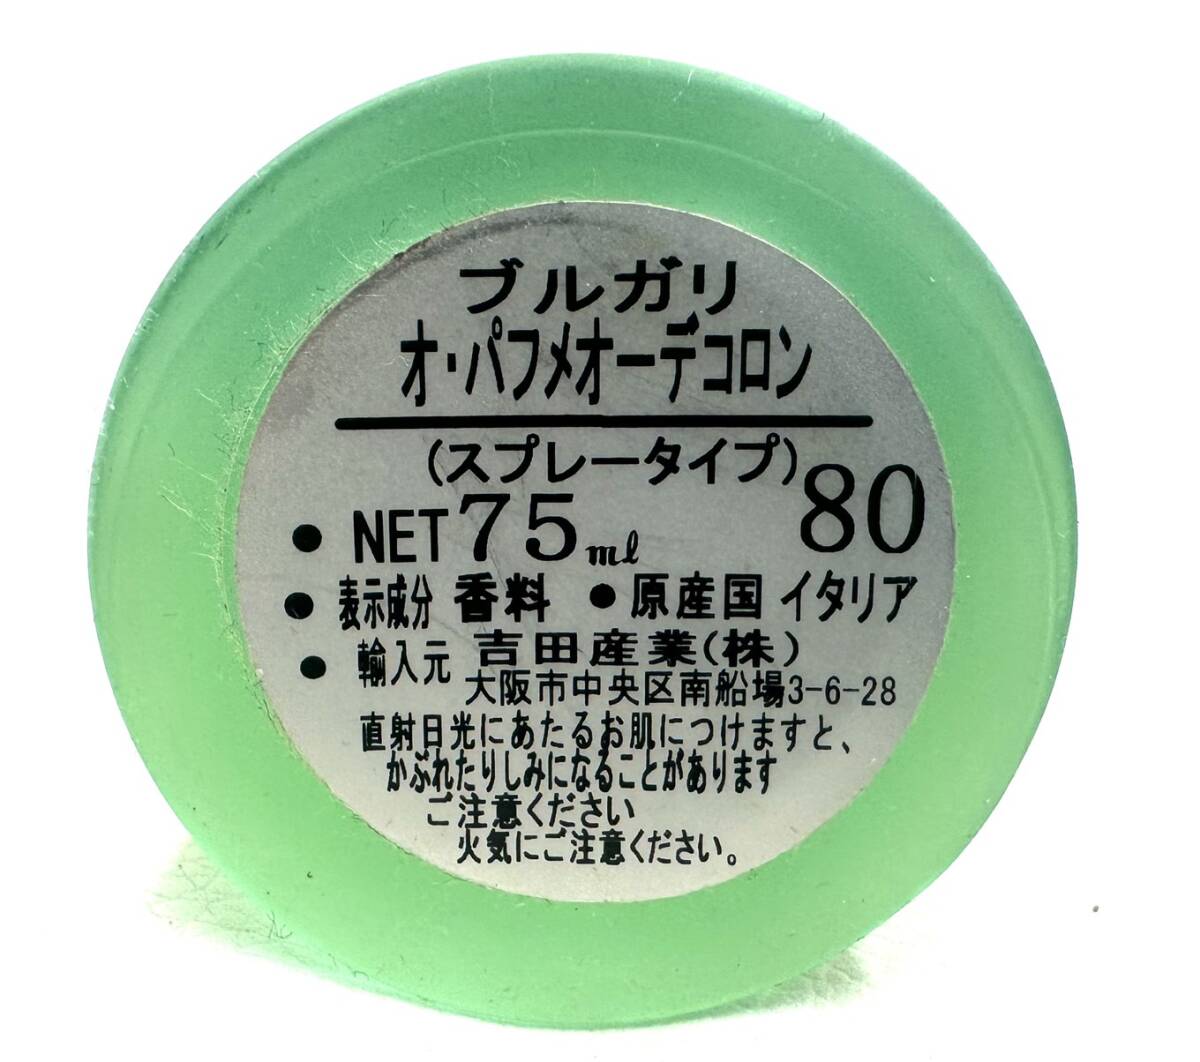 ブルガリ
オ・パフメオーデコロン
(スプレータイプ) 80
● NET 75ml
● 表示成分 香料 ● 原産国 イタリア
● 輸入元 吉田産業(株)
大阪市中央区南船場3-6-28
直射日光にあたるお肌につけますと、
かぶれたりしみになることがあります
ご注意ください
火気にご注意ください。